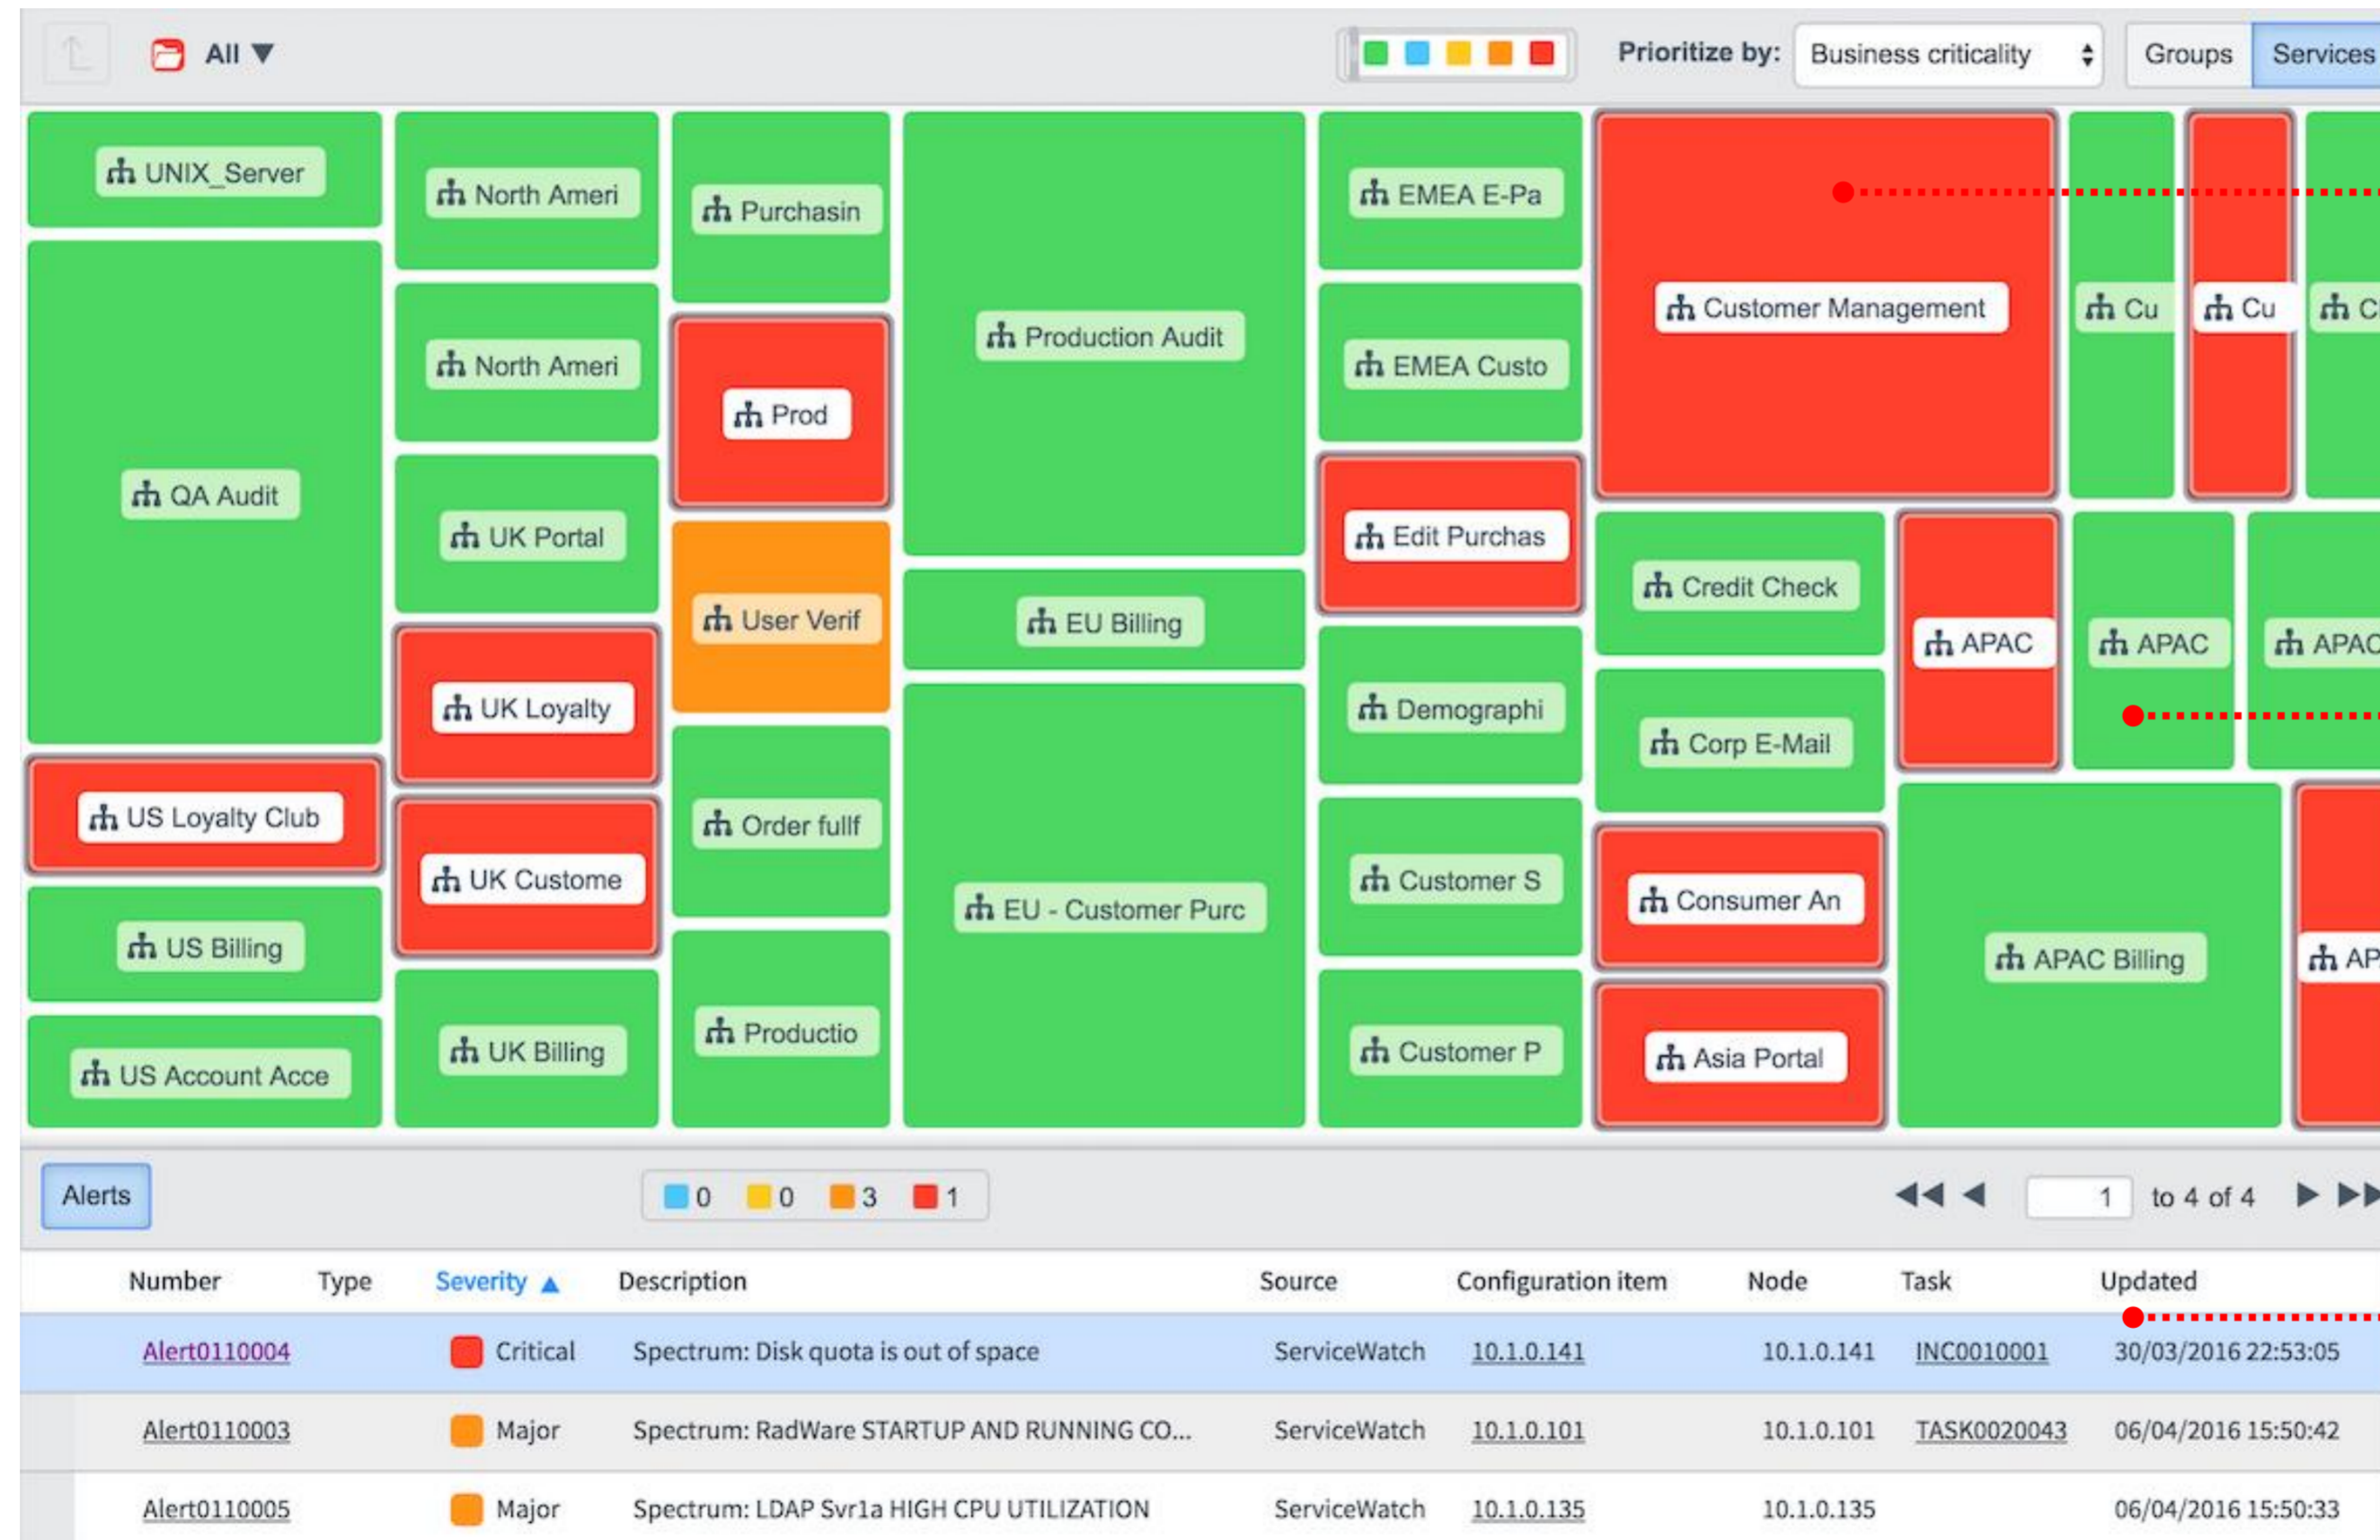 All ▼
Prioritize by: Business criticality Groups Services
UNIX_Server
QA Audit
US Loyalty Club
US Billing
US Account Acce
North Ameri
North Ameri
UK Portal
UK Loyalty
UK Custome
UK Billing
Purchasin
Prod
User Verif
Order fullf
Productio
Production Audit
EU Billing
EU - Customer Purc
EMEA E-Pa
EMEA Custo
Edit Purchas
Demographi
Customer S
Customer P
Customer Management
Cu
Cu
Credit Check
Corp E-Mail
Consumer An
Asia Portal
APAC
APAC
APAC
APAC Billing
AP
Alerts 0 0 3 1 1 to 4 of 4
Number Type Severity ▲ Description Source Configuration item Node Task Updated
Alert0110004 Critical Spectrum: Disk quota is out of space ServiceWatch 10.1.0.141 10.1.0.141 INC0010001 30/03/2016 22:53:05
Alert0110003 Major Spectrum: RadWare STARTUP AND RUNNING CO... ServiceWatch 10.1.0.101 10.1.0.101 TASK0020043 06/04/2016 15:50:42
Alert0110005 Major Spectrum: LDAP Svr1a HIGH CPU UTILIZATION ServiceWatch 10.1.0.135 10.1.0.135 06/04/2016 15:50:33